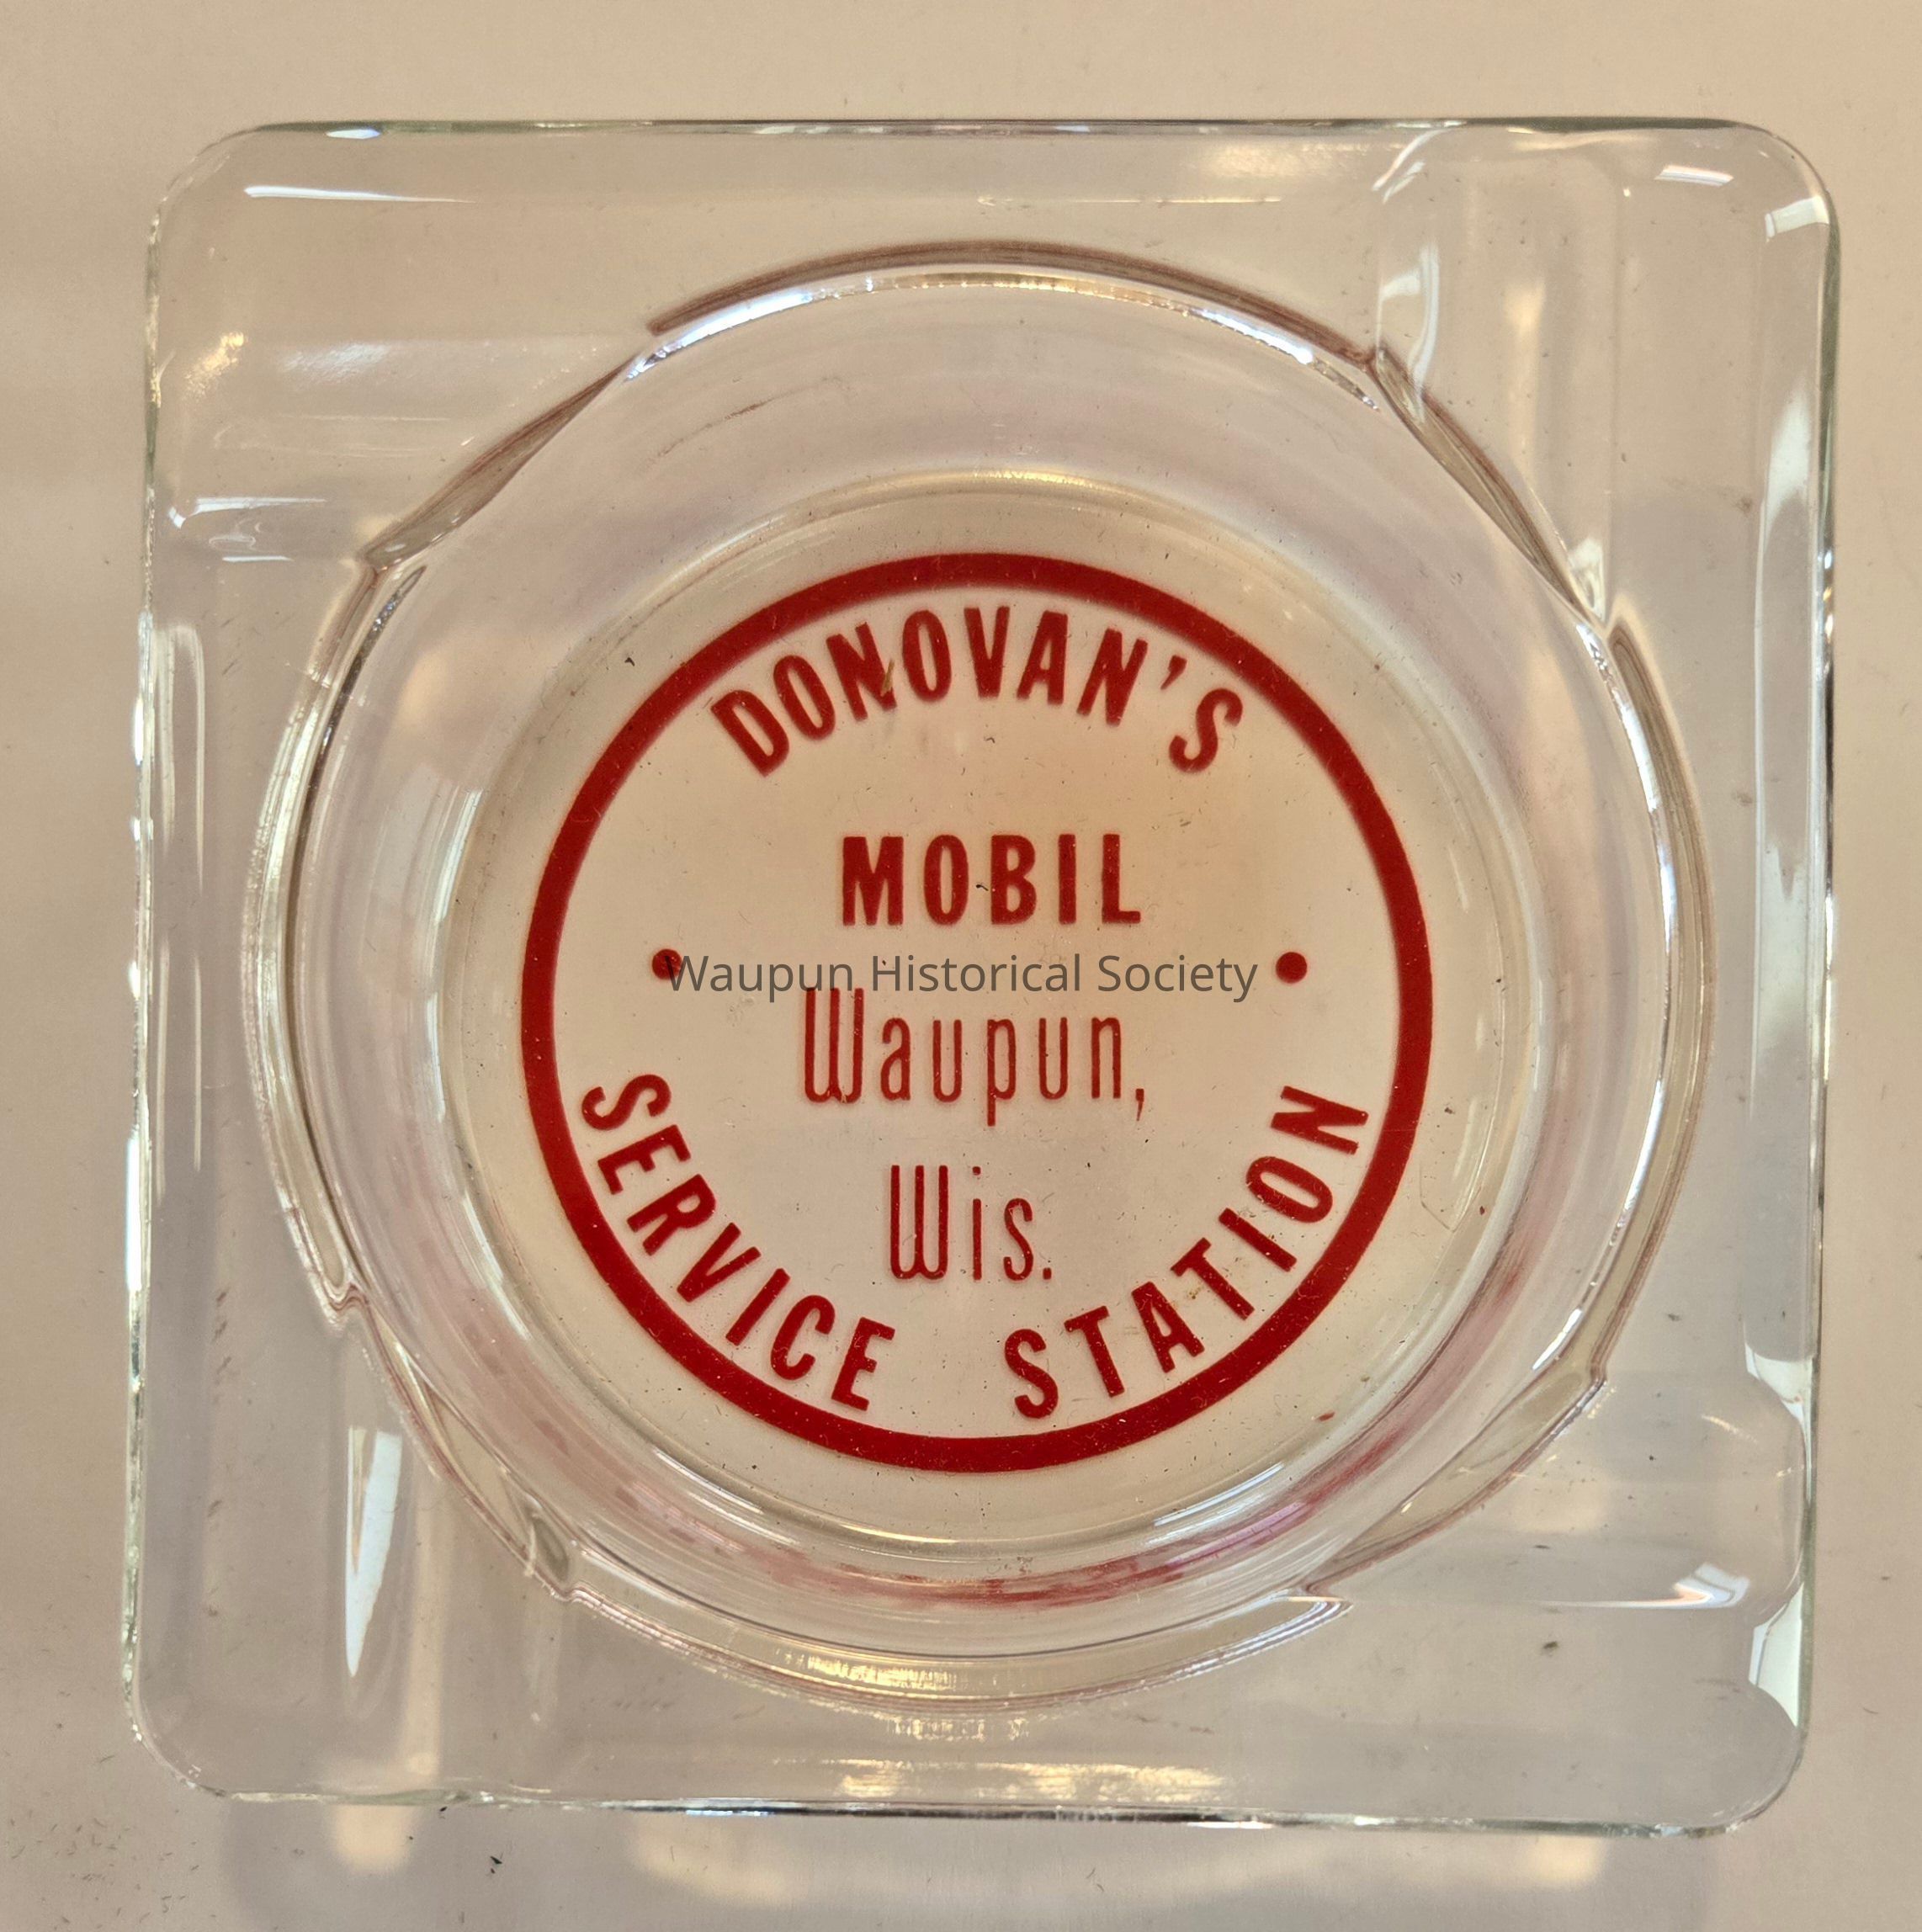 DONOVAN'S
MOBIL
Waupun Historical Society
Waupun,
Wis.
SERVICE STATION